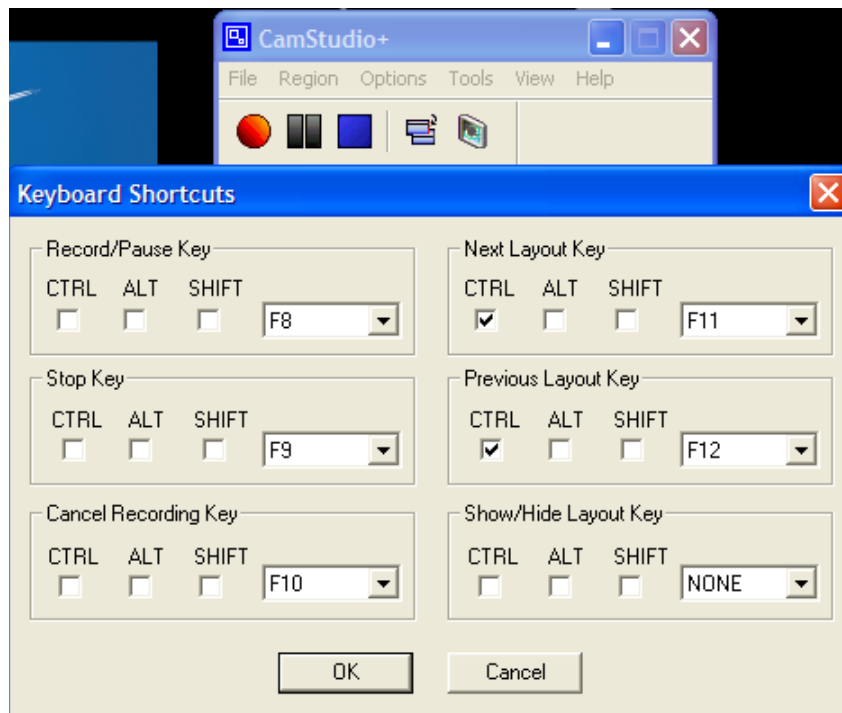 CamStudio+
File Region Options Tools View Help
Keyboard Shortcuts
Record/Pause Key
CTRL ALT SHIFT
F8
Next Layout Key
CTRL ALT SHIFT
F11
Stop Key
CTRL ALT SHIFT
F9
Previous Layout Key
CTRL ALT SHIFT
F12
Cancel Recording Key
CTRL ALT SHIFT
F10
Show/Hide Layout Key
CTRL ALT SHIFT
NONE
OK Cancel